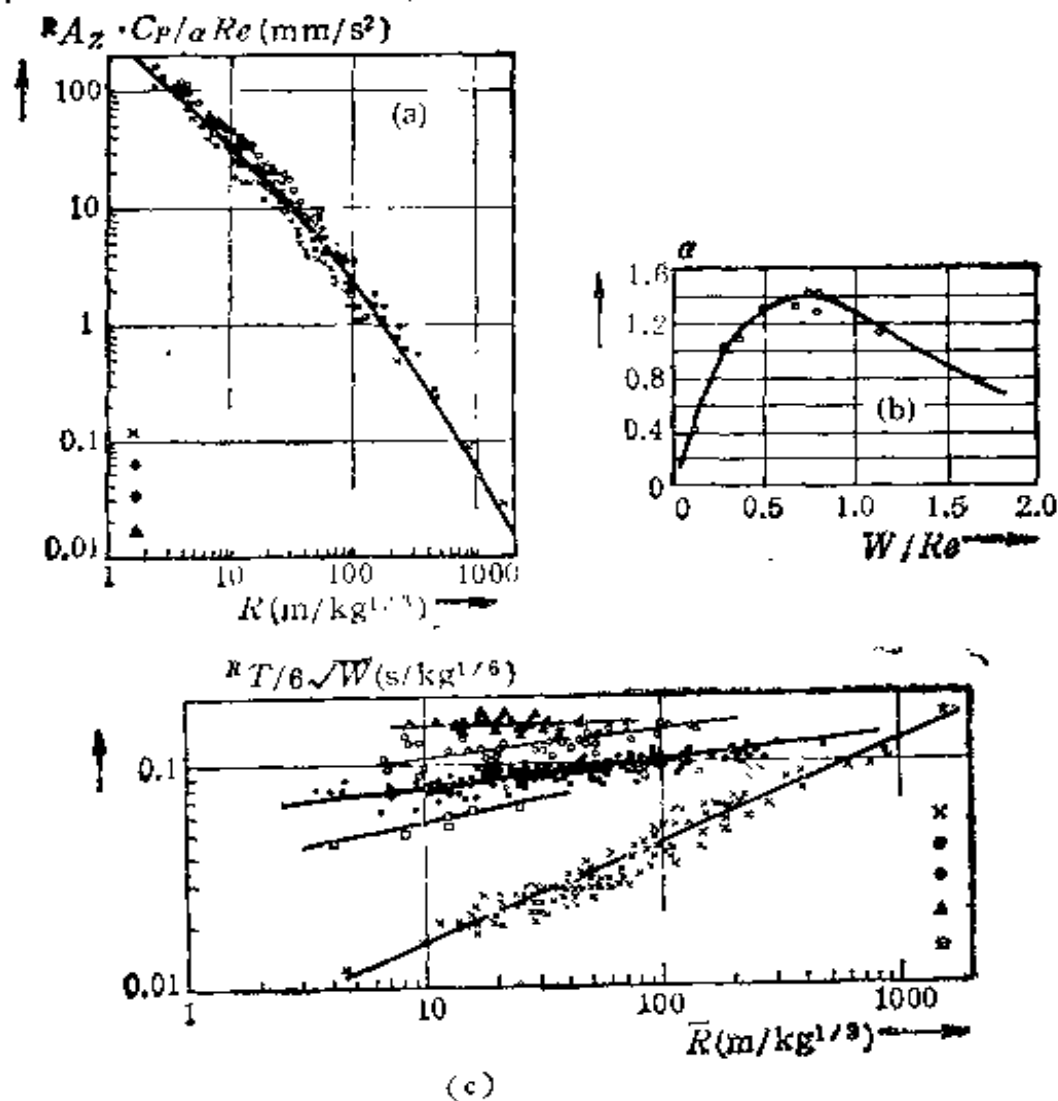 ᴿA_Z · C_P/α Re (mm/s²)
100
(a)
10
1
0.1
0.01
1 10 100 1000
R (m/kg^{1/3})
α
1.6
1.2
0.8
(b)
0.4
0
0 0.5 1.0 1.5 2.0
W/Re
ᴿT/6√W (s/kg^{1/6})
0.1
0.01
1 10 100 1000
R̄ (m/kg^{1/3})
(c)